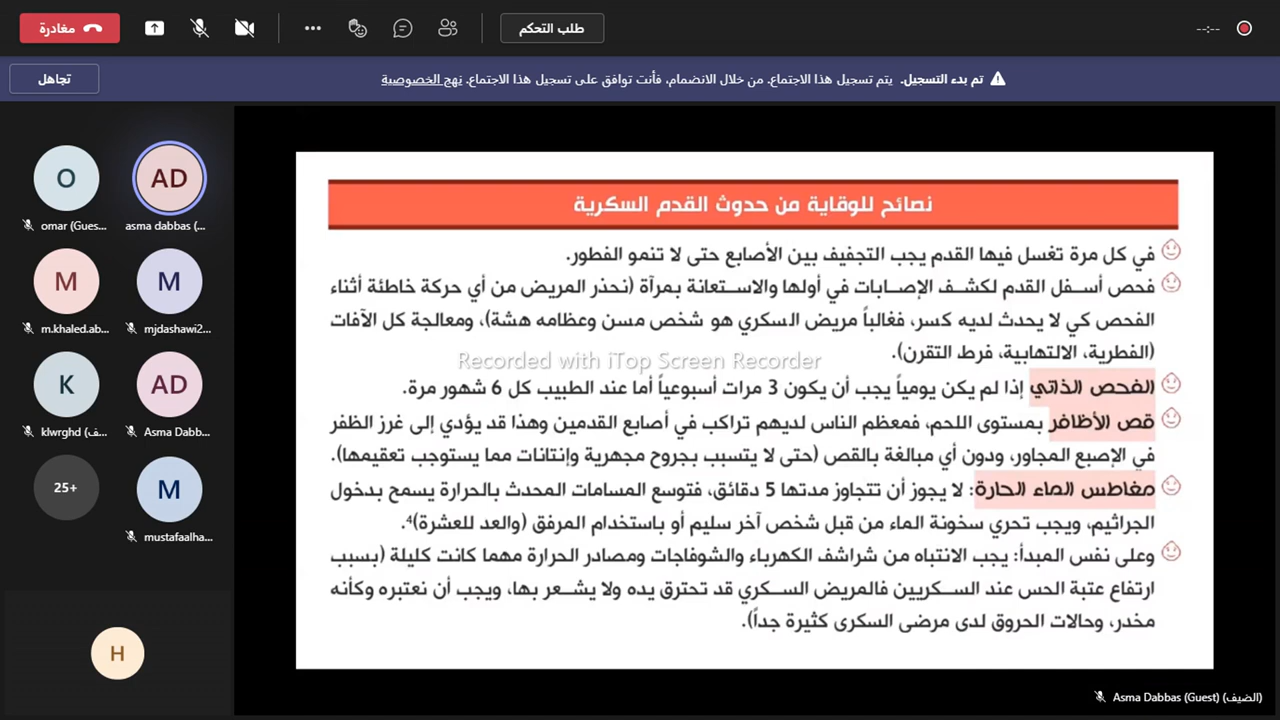 مغادرة
طلب التحكم
--:--
تم بدء التسجيل. يتم تسجيل هذا الاجتماع. من خلال الانضمام، فأنت توافق على تسجيل هذا الاجتماع. نهج الخصوصية
تجاهل
O
AD
omar (Gues...
asma dabbas (...
M
M
m.khaled.ab...
mjdashawi2...
K
AD
klwrghd (ف...
Asma Dabb...
25+
M
mustafaalha...
H
نصائح للوقاية من حدوث القدم السكرية
في كل مرة تغسل فيها القدم يجب التجفيف بين الأصابع حتى لا تنمو الفطور.
فحص أسفل القدم لكشف الإصابات في أولها والاستعانة بمرآة (نحذر المريض من أي حركة خاطئة أثناء
الفحص كي لا يحدث لديه كسر، فغالباً مريض السكري هو شخص مسن وعظامه هشة)، ومعالجة كل الآفات
(الفطرية، الالتهابية، فرط التقرن).
Recorded with iTop Screen Recorder
الفحص الذاتي إذا لم يكن يومياً يجب أن يكون 3 مرات أسبوعياً أما عند الطبيب كل 6 شهور مرة.
قص الأظافر بمستوى اللحم، فمعظم الناس لديهم تراكب في أصابع القدمين وهذا قد يؤدي إلى غرز الظفر
في الإصبع المجاور، ودون أي مبالغة بالقص (حتى لا يتسبب بجروح مجهرية وإنتانات مما يستوجب تعقيمها).
مغاطس الماء الحارة: لا يجوز أن تتجاوز مدتها 5 دقائق، فتوسع المسامات المحدث بالحرارة يسمح بدخول
الجراثيم، ويجب تحري سخونة الماء من قبل شخص آخر سليم أو باستخدام المرفق (والعد للعشرة)⁴.
وعلى نفس المبدأ: يجب الانتباه من شراشف الكهرباء والشوفاجات ومصادر الحرارة مهما كانت كليلة (بسبب
ارتفاع عتبة الحس عند السكريين فالمريض السكري قد تحترق يده ولا يشعر بها، ويجب أن نعتبره وكأنه
مخدر، وحالات الحروق لدى مرضى السكري كثيرة جداً).
Asma Dabbas (Guest) (الضيف)